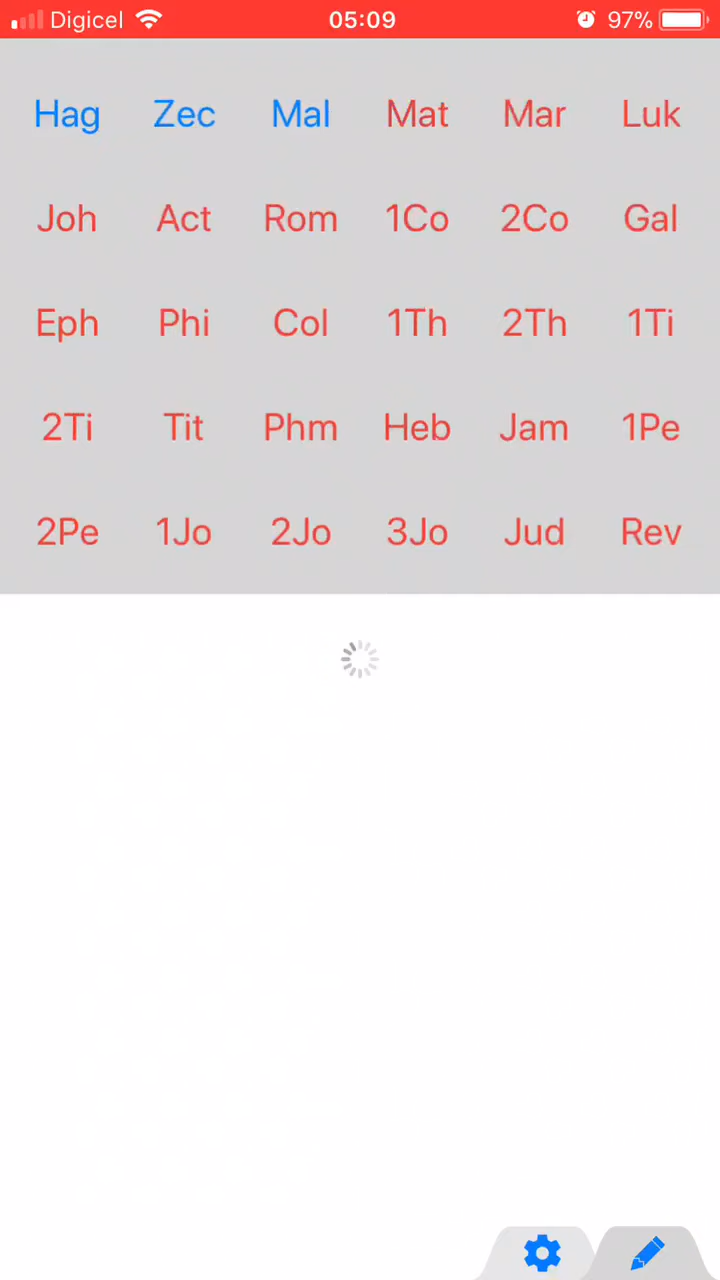 Digicel 05:09 97%
Hag Zec Mal Mat Mar Luk
Joh Act Rom 1Co 2Co Gal
Eph Phi Col 1Th 2Th 1Ti
2Ti Tit Phm Heb Jam 1Pe
2Pe 1Jo 2Jo 3Jo Jud Rev